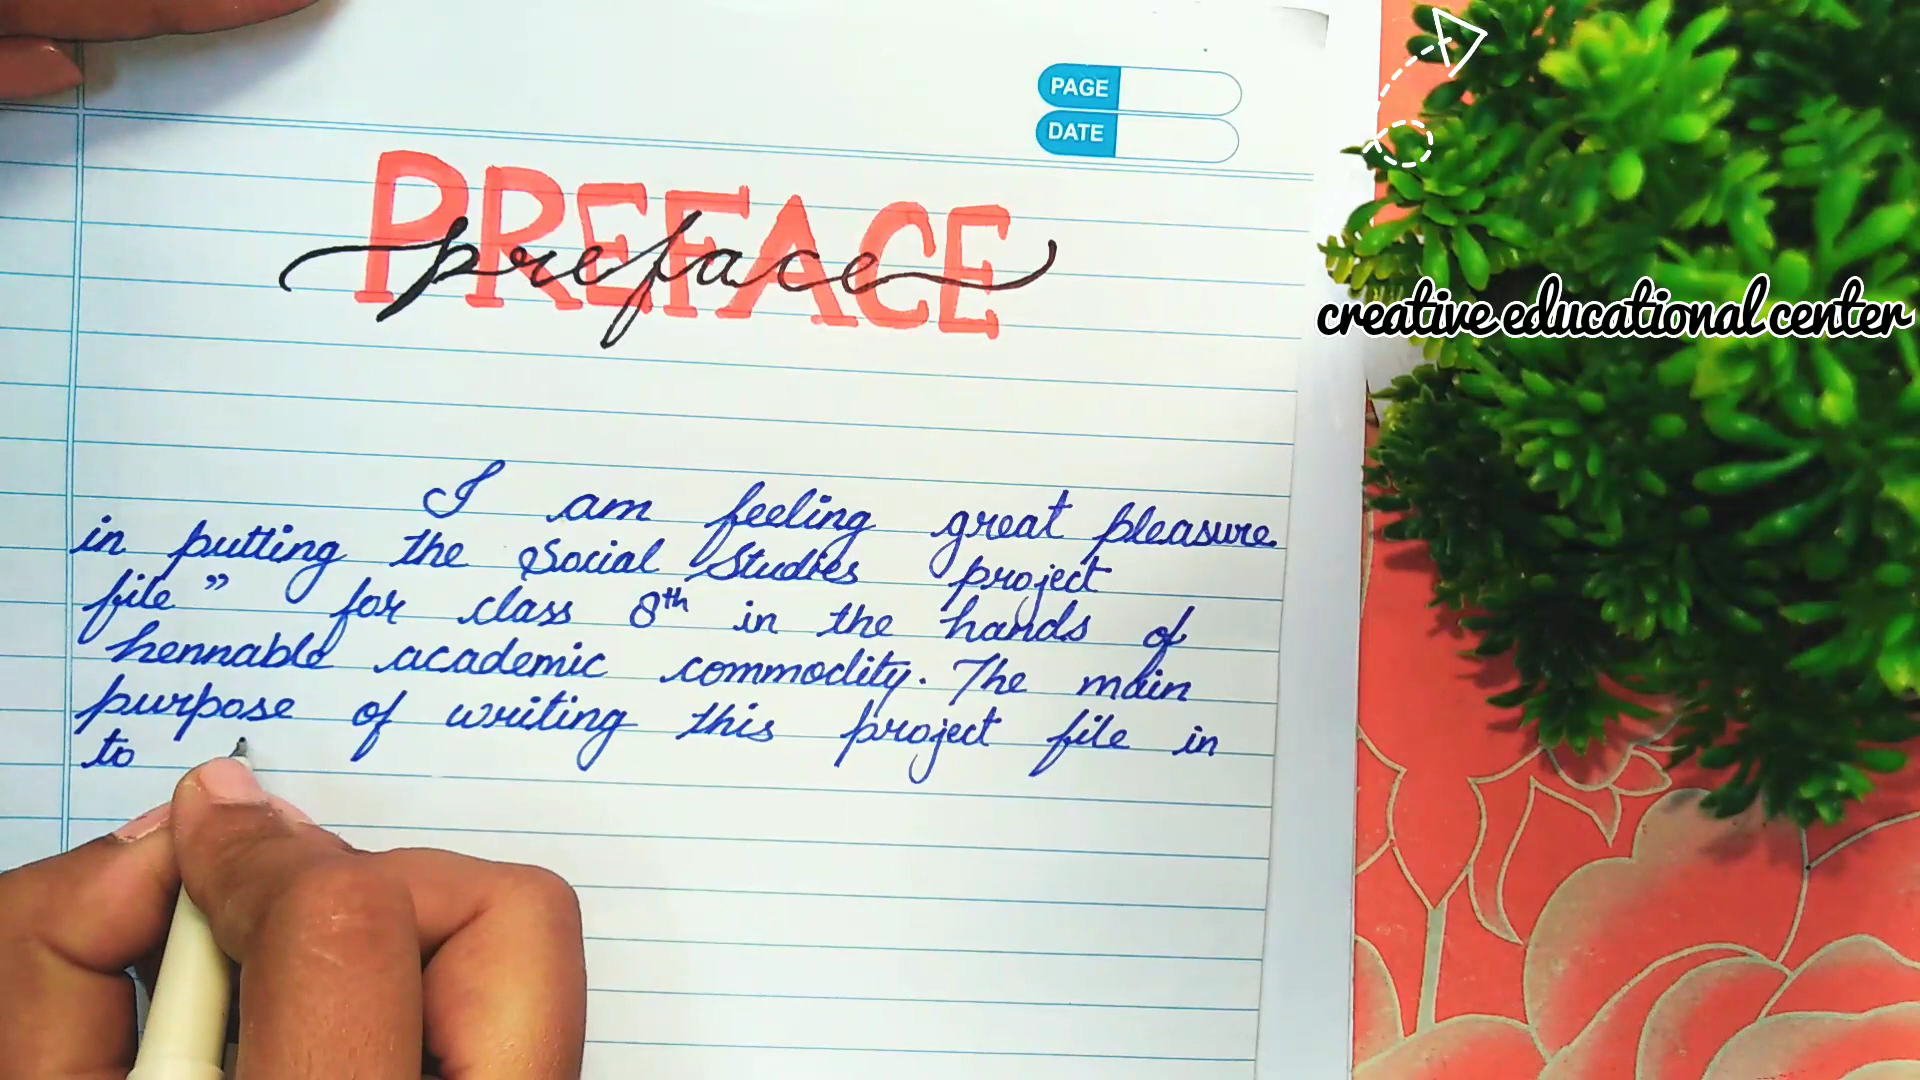 PAGE
DATE
PREFACE
preface
creative educational center
I am feeling great pleasure
in putting the Social Studies project
file" for class 8th in the hands of
hennable academic commodity. The main
purpose of writing this project file in
to